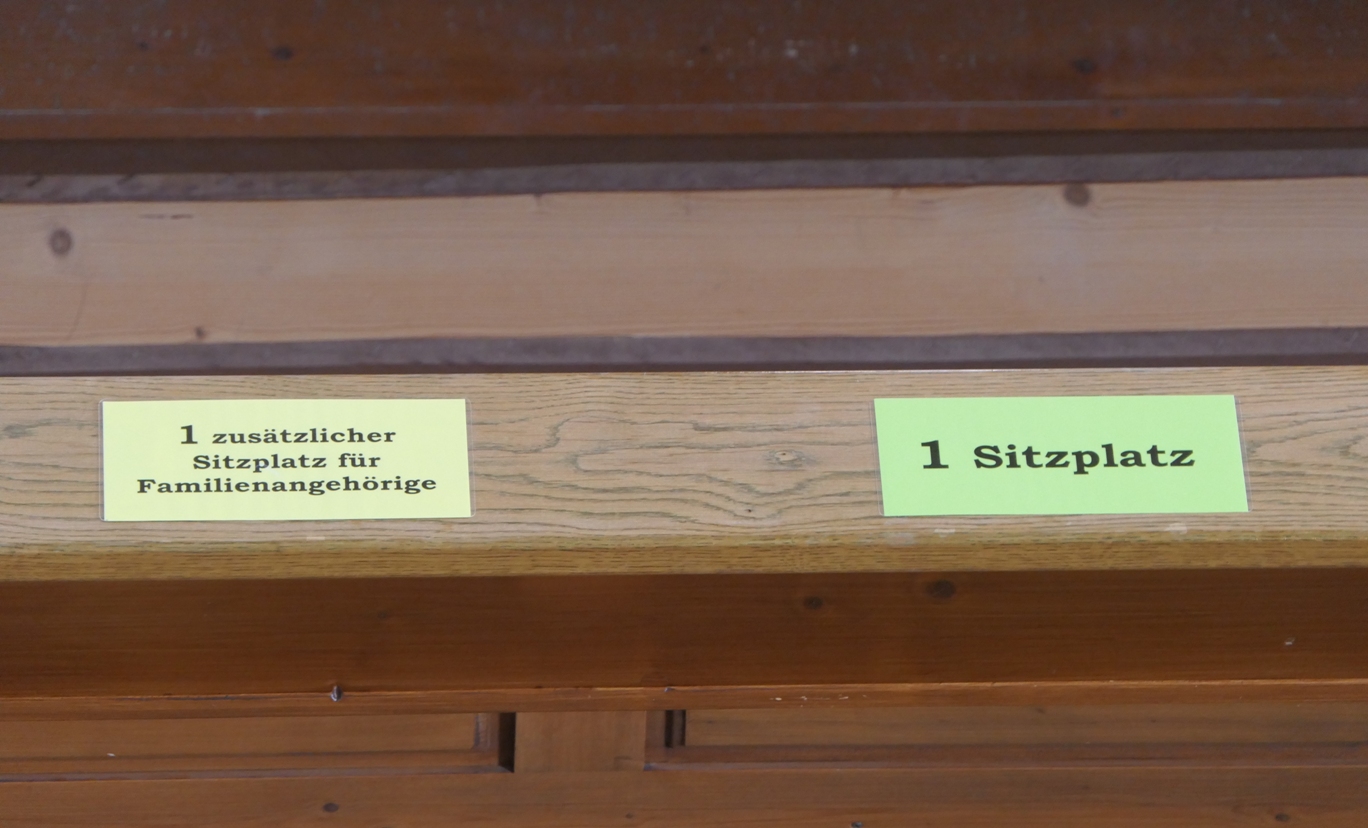 1 zusätzlicher
Sitzplatz für
Familienangehörige
1 Sitzplatz